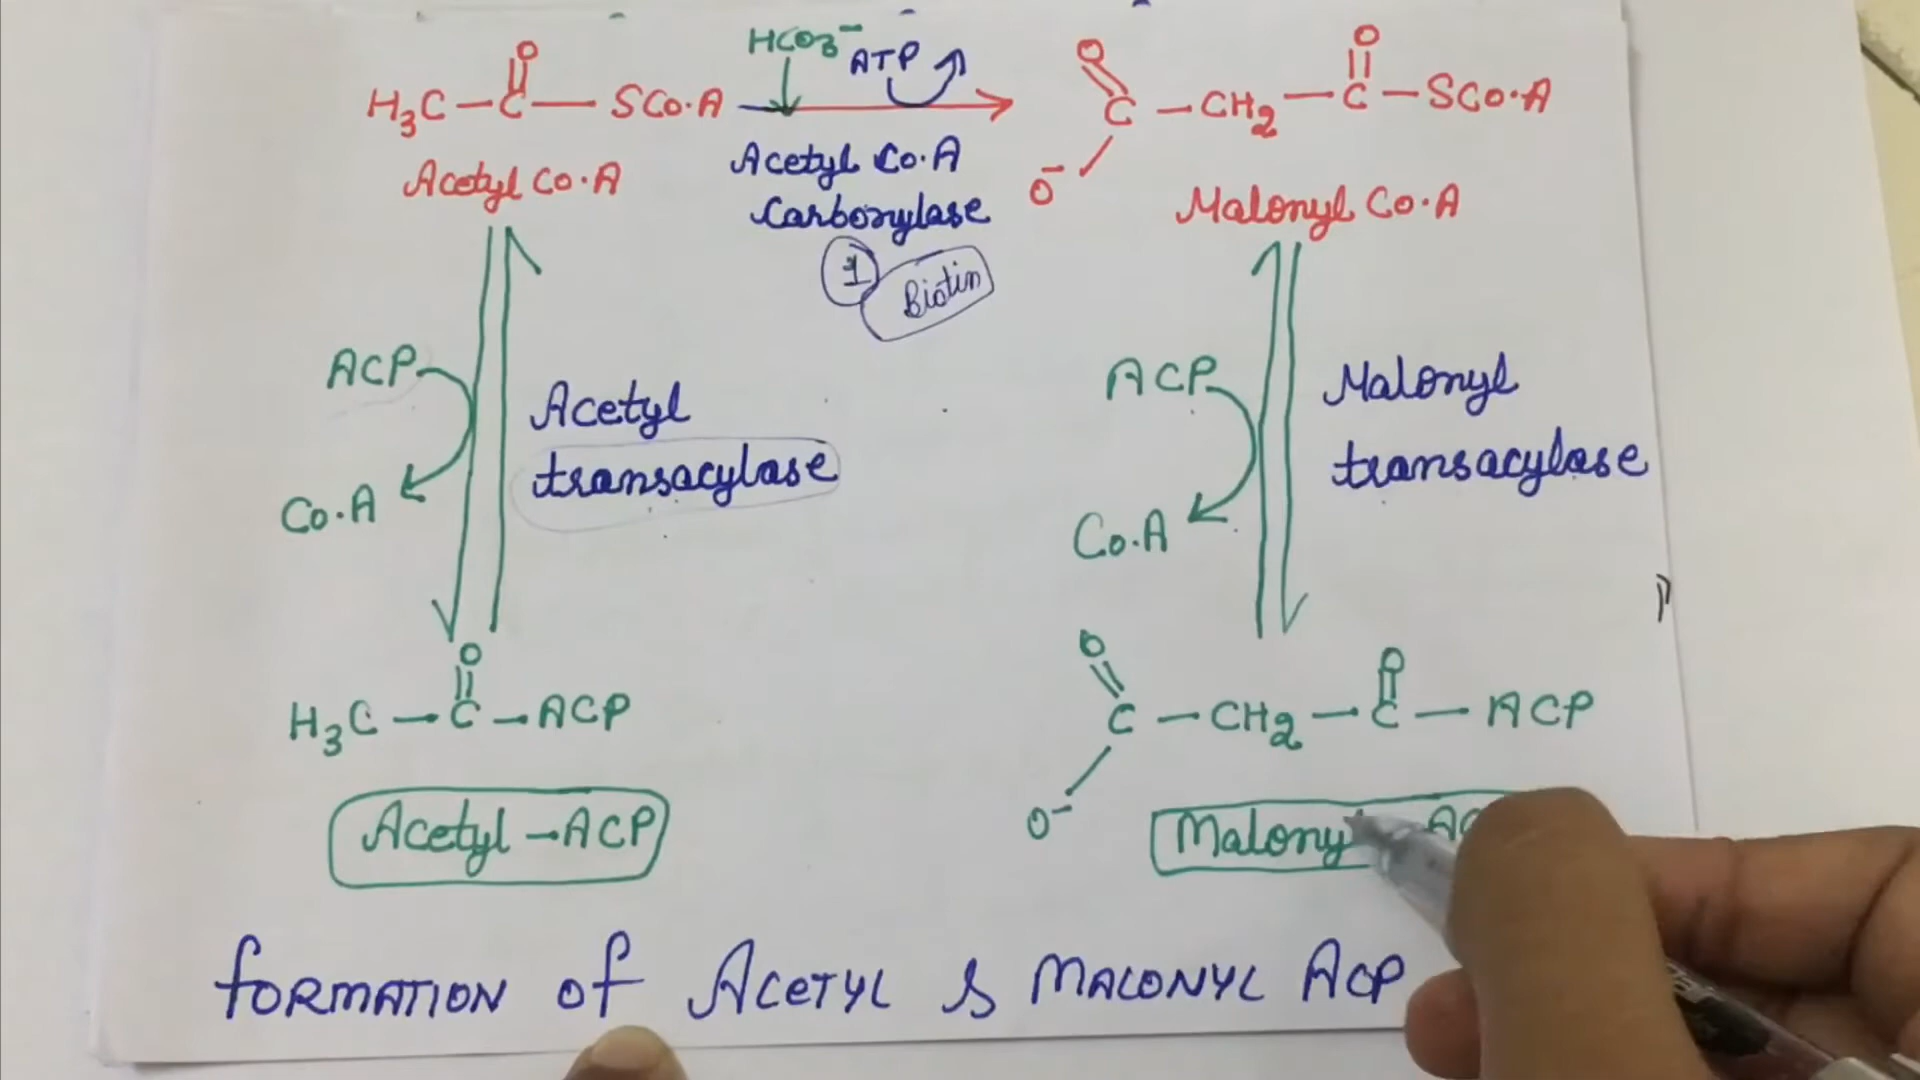 HCO3⁻
ATP
O
H3C-C-SCO·A
O
O
C-CH2-C-SCO·A
O⁻
Acetyl Co·A
Acetyl Co·A
Carboxylase
1
Biotin
Malonyl Co·A
ACP
Co·A
Acetyl
transacylase
ACP
Co·A
Malonyl
transacylase
O
H3C-C-ACP
O
O
C-CH2-C-ACP
O⁻
Acetyl-ACP
Malonyl
FORMATION of ACETYL & MALONYL ACP